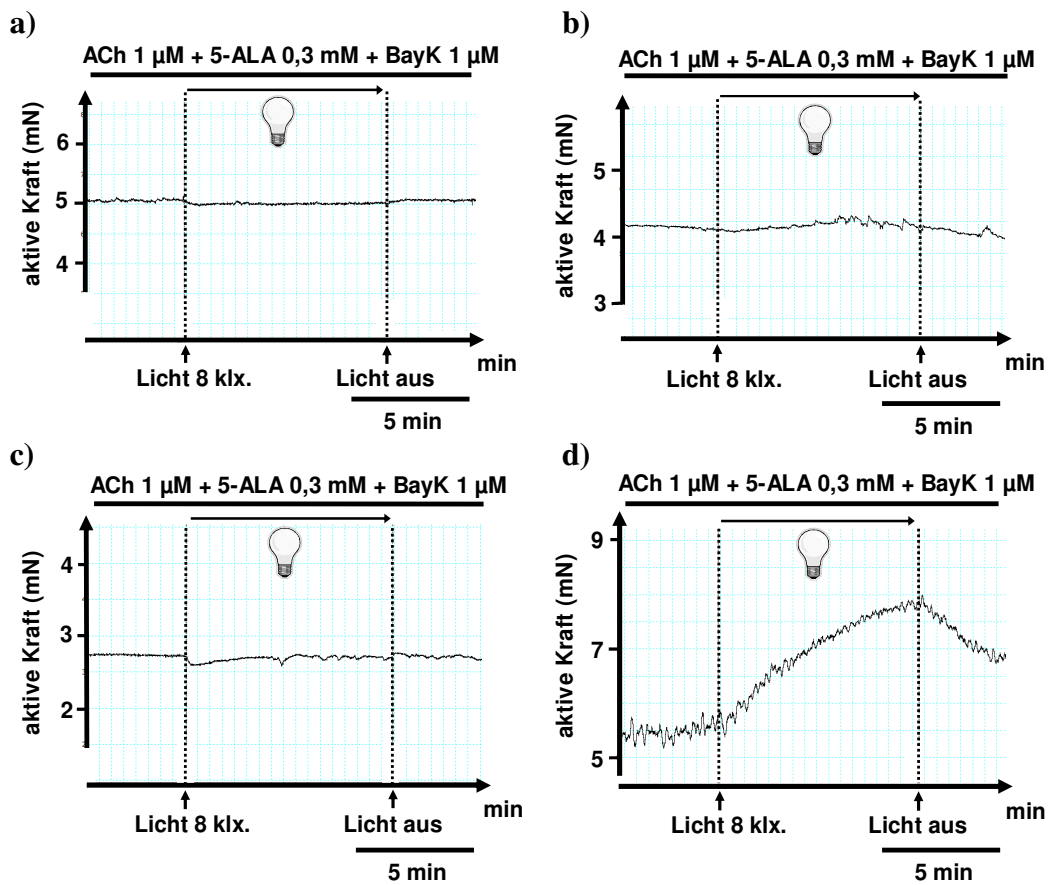 a)
ACh 1 µM + 5-ALA 0,3 mM + BayK 1 µM
aktive Kraft (mN)
6
5
4
min
Licht 8 klx.
Licht aus
5 min
b)
ACh 1 µM + 5-ALA 0,3 mM + BayK 1 µM
aktive Kraft (mN)
5
4
3
min
Licht 8 klx.
Licht aus
5 min
c)
ACh 1 µM + 5-ALA 0,3 mM + BayK 1 µM
aktive Kraft (mN)
4
3
2
min
Licht 8 klx.
Licht aus
5 min
d)
ACh 1 µM + 5-ALA 0,3 mM + BayK 1 µM
aktive Kraft (mN)
9
7
5
min
Licht 8 klx.
Licht aus
5 min